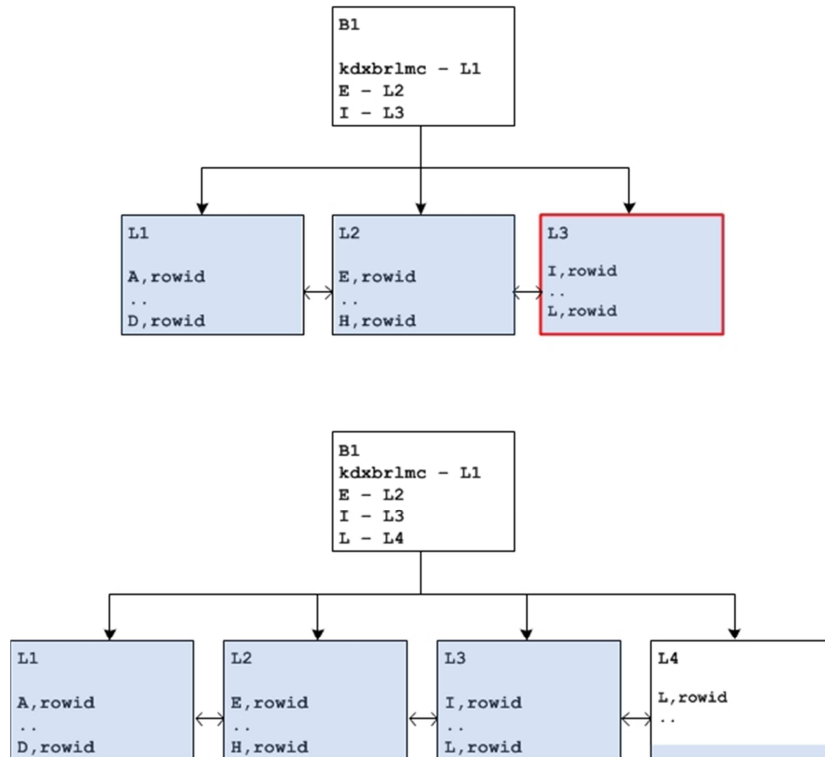 B1
kdxbrlmc – L1
E – L2
I – L3
L1
A,rowid
..
D,rowid
L2
E,rowid
..
H,rowid
L3
I,rowid
..
L,rowid
B1
kdxbrlmc – L1
E – L2
I – L3
L – L4
L1
A,rowid
..
D,rowid
L2
E,rowid
..
H,rowid
L3
I,rowid
..
L,rowid
L4
L,rowid
..